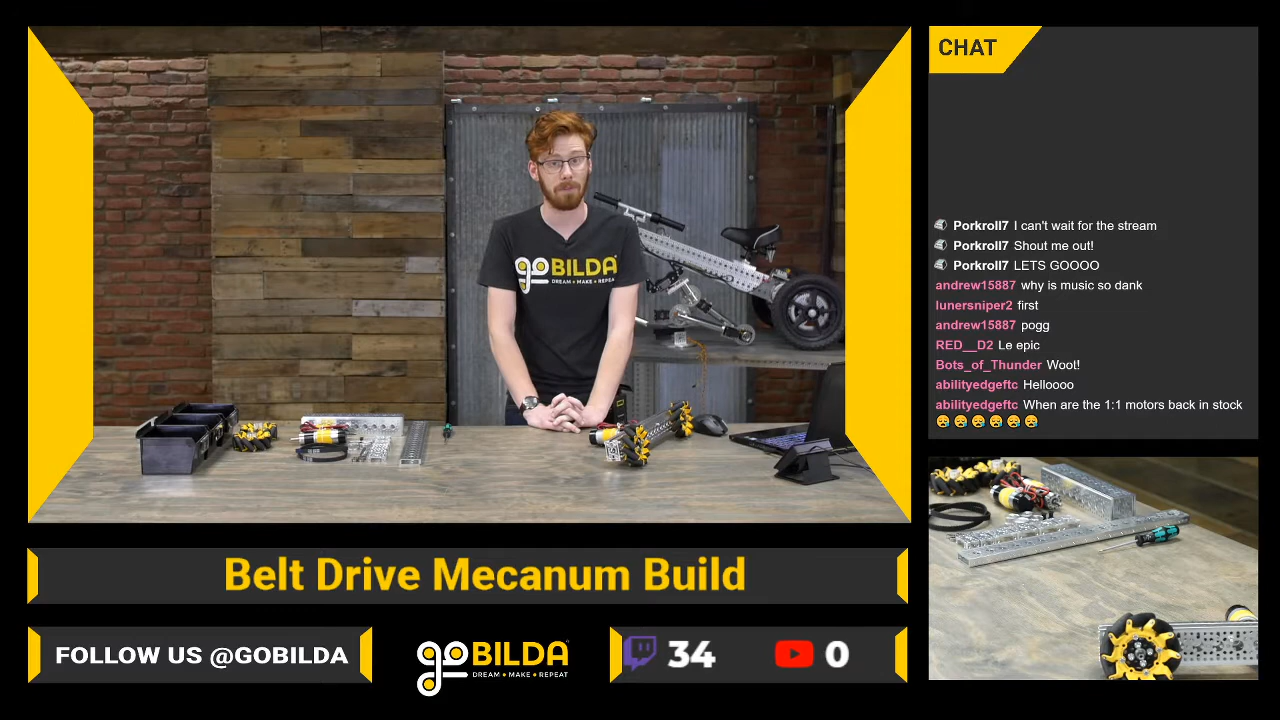 CHAT
Porkroll7 I can't wait for the stream
Porkroll7 Shout me out!
Porkroll7 LETS GOOOO
andrew15887 why is music so dank
lunersniper2 first
andrew15887 pogg
RED__D2 Le epic
Bots_of_Thunder Woot!
abilityedgeftc Helloooo
abilityedgeftc When are the 1:1 motors back in stock
😪😪😪😪😪😪
goBILDA
DREAM • MAKE • REPEAT
Belt Drive Mecanum Build
FOLLOW US @GOBILDA
goBILDA
DREAM • MAKE • REPEAT
34
0